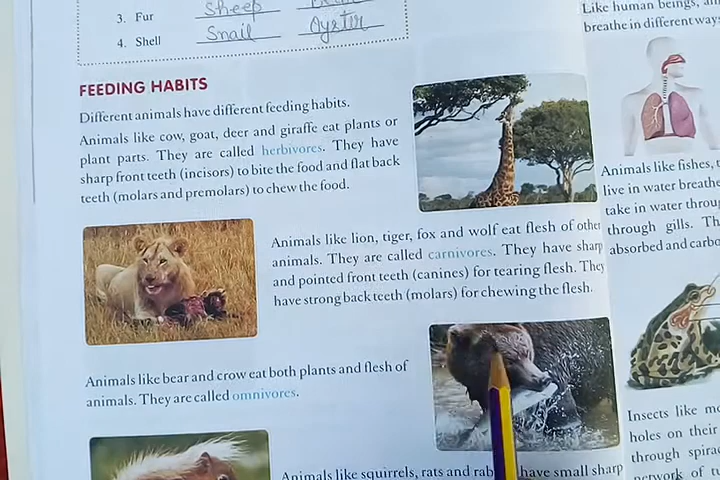 3. Fur Sheep
4. Shell Snail Oyster
FEEDING HABITS
Different animals have different feeding habits.
Animals like cow, goat, deer and giraffe eat plants or
plant parts. They are called herbivores. They have
sharp front teeth (incisors) to bite the food and flat back
teeth (molars and premolars) to chew the food.
Animals like lion, tiger, fox and wolf eat flesh of other
animals. They are called carnivores. They have sharp
and pointed front teeth (canines) for tearing flesh. They
have strong back teeth (molars) for chewing the flesh.
Animals like bear and crow eat both plants and flesh of
animals. They are called omnivores.
Animals like squirrels, rats and have small sharp
Like human beings,
breathe in different ways
Animals like fishes,
live in water breathe
take in water
through gills.
absorbed and
Insects like
holes on their
through
network of